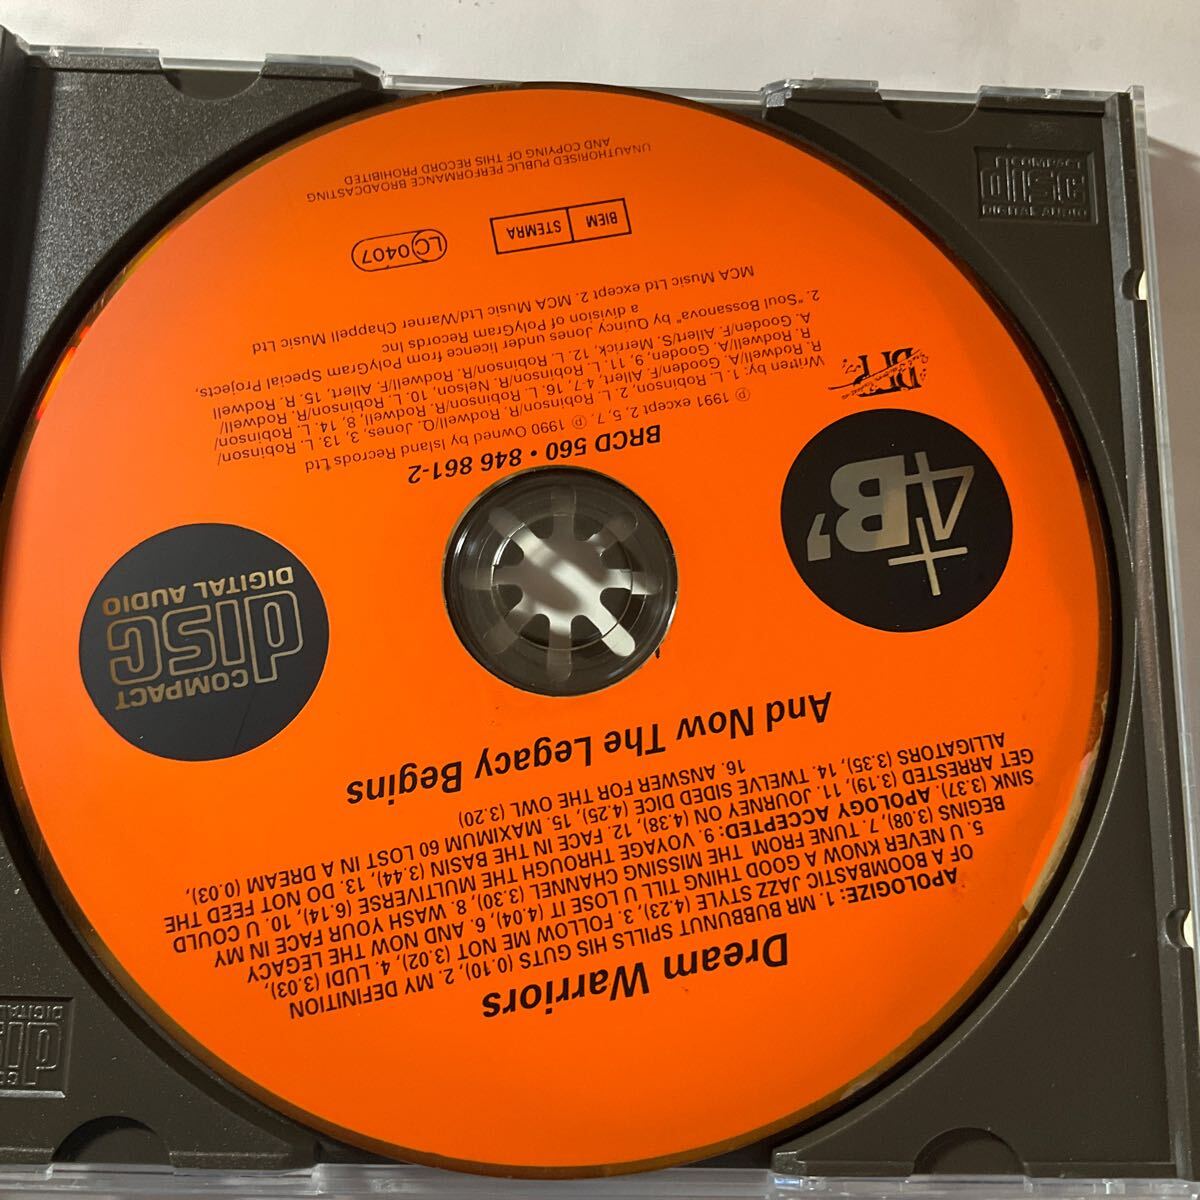 Dream Warriors
APOLOGIZE: 1. MR BUBBUNUT SPILLS HIS GUTS (0.10), 2. MY DEFINITION
OF A BOOMBASTIC JAZZ STYLE (4.23), 3. FOLLOW ME NOT (3.02), 4. LUDI (3.03),
5. U NEVER KNOW A GOOD THING TILL U LOSE IT (4.04), 6. AND NOW THE LEGACY
BEGINS (3.08), 7. TUNE FROM THE MISSING CHANNEL (3.30), 8. WASH YOUR FACE IN MY
SINK (3.37). APOLOGY ACCEPTED: 9. VOYAGE THROUGH THE MULTIVERSE (6.14), 10. U COULD
GET ARRESTED (3.19), 11. JOURNEY ON (4.38), 12. FACE IN THE BASIN (3.44), 13. DO NOT FEED THE
ALLIGATORS (3.35), 14. TWELVE SIDED DICE (4.25), 15. MAXIMUM 60 LOST IN A DREAM (0.03),
16. ANSWER FOR THE OWL (3.20)
And Now The Legacy Begins
4+B'
COMPACT
disc
DIGITAL AUDIO
BRCD 560 • 846 861-2
℗ 1991 except 2, 5, 7, ℗ 1990 Owned by Island Recrods Ltd
Written by: 1. L. Robinson, 2. L. Robinson/R. Rodwell/Q. Jones, 3, 13. L. Robinson/
R. Rodwell/A. Gooden/F. Allert, 4-7, 16. L. Robinson/R. Rodwell, 8, 14. L. Robinson/
R. Rodwell/A. Gooden, 9, 11. L. Robinson/R. Nelson, 10. L. Robinson/R. Rodwell/
A. Gooden/F. Allert/S. Merrick, 12. L. Robinson/R. Rodwell/F. Allert, 15. R. Rodwell
2. "Soul Bossanova" by Quincy Jones under licence from PolyGram Special Projects,
a division of PolyGram Records Inc
MCA Music Ltd except 2. MCA Music Ltd/Warner Chappell Music Ltd
BIEM
STEMRA
LC 0407
UNAUTHORISED PUBLIC PERFORMANCE BROADCASTING
AND COPYING OF THIS RECORD PROHIBITED
COMPACT
disc
DIGITAL AUDIO